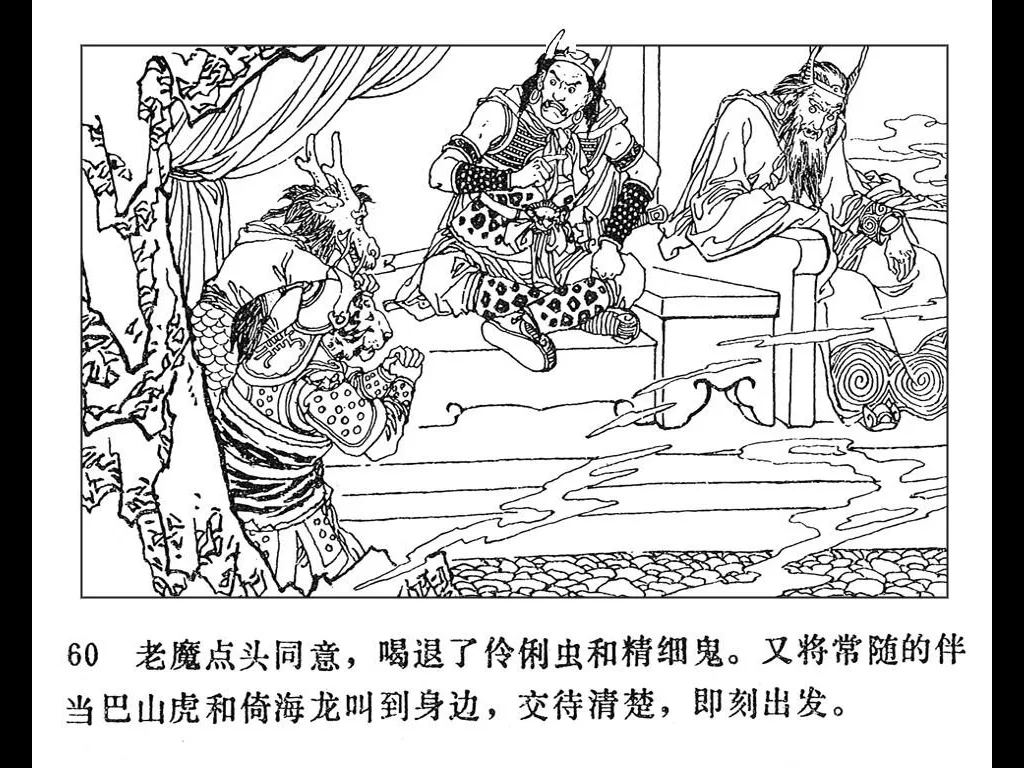 60 老魔点头同意，喝退了伶俐虫和精细鬼。又将常随的伴
当巴山虎和倚海龙叫到身边，交待清楚，即刻出发。